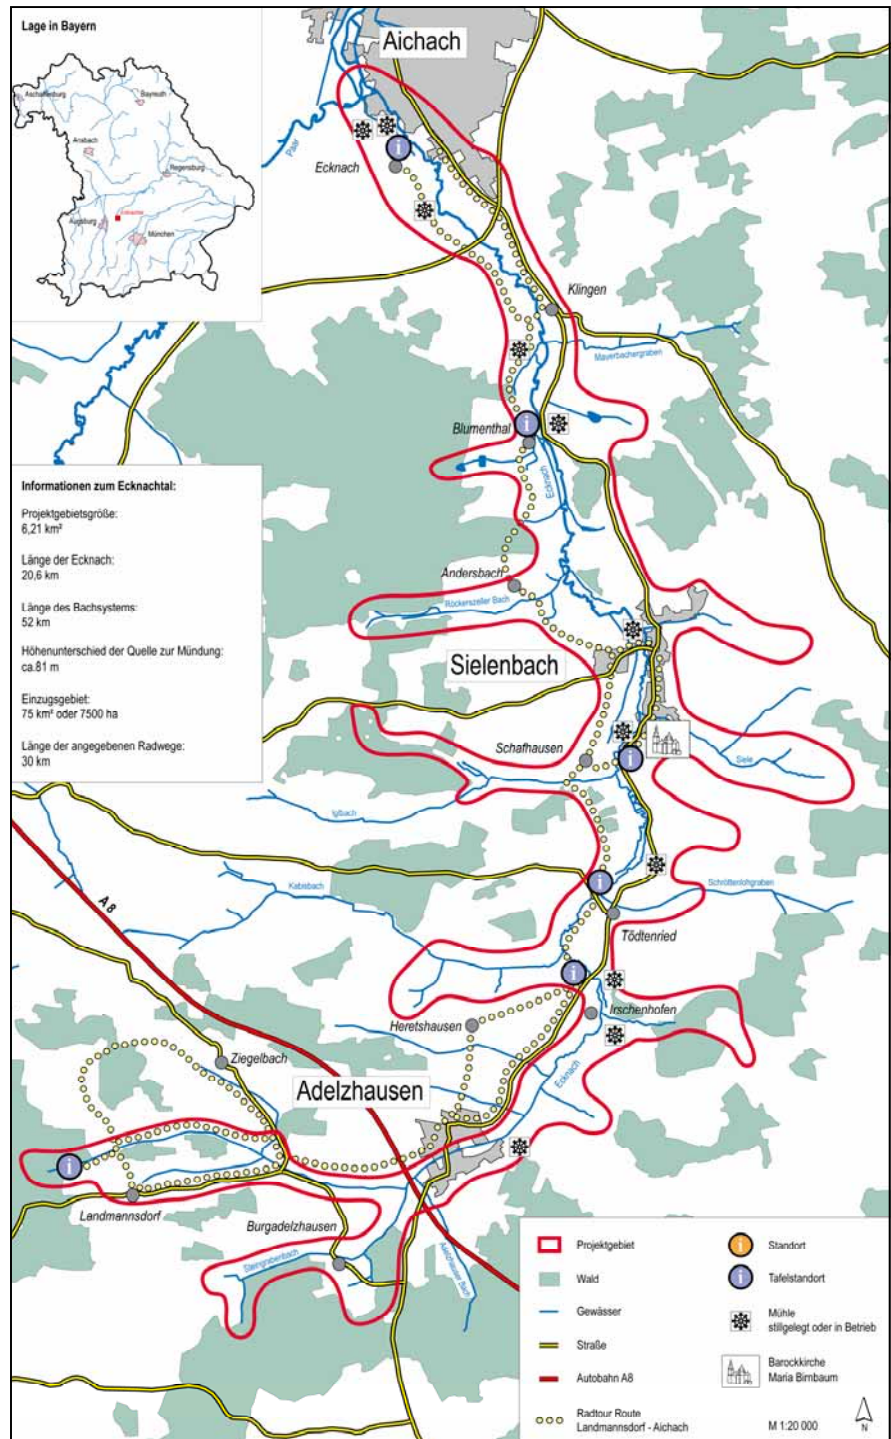 Lage in Bayern
Aschaffenburg
Bayreuth
Ansbach
Regensburg
Augsburg
München
Aichach
Paar
Ecknach
Klingen
Mauerbachergraben
Blumenthal
Ecknach
Informationen zum Ecknachtal:
Projektgebietsgröße:
6,21 km²
Länge der Ecknach:
20,6 km
Länge des Bachsystems:
52 km
Höhenunterschied der Quelle zur Mündung:
ca.81 m
Einzugsgebiet:
75 km² oder 7500 ha
Länge der angegebenen Radwege:
30 km
Andersbach
Röckerszeller Bach
Sielenbach
Schafhausen
Siele
Iglbach
A 8
Kabisbach
Schröttenlohgraben
Tödtenried
Heretshausen
Irschenhofen
Ziegelbach
Ecknach
Adelzhausen
Landmannsdorf
Burgadelzhausen
Steingrabenbach
Adelzhauser Bach
Projektgebiet
Wald
Gewässer
Straße
Autobahn A8
Radtour Route
Landmannsdorf - Aichach
i Standort
i Tafelstandort
Mühle
stillgelegt oder in Betrieb
Barockkirche
Maria Birnbaum
M 1:20 000
N